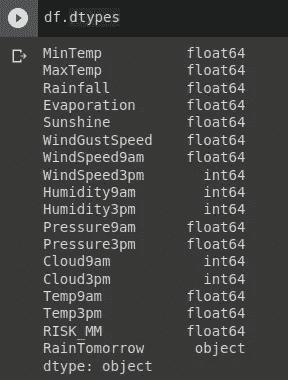 df.dtypes
MinTemp float64
MaxTemp float64
Rainfall float64
Evaporation float64
Sunshine float64
WindGustSpeed float64
WindSpeed9am float64
WindSpeed3pm int64
Humidity9am int64
Humidity3pm int64
Pressure9am float64
Pressure3pm float64
Cloud9am int64
Cloud3pm int64
Temp9am float64
Temp3pm float64
RISK_MM float64
RainTomorrow object
dtype: object